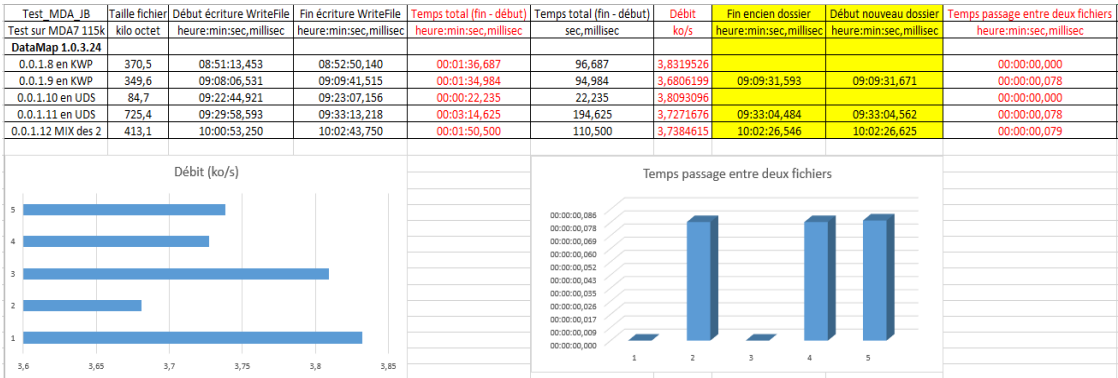 Test_MDA_JB Taille fichier Début écriture WriteFile Fin écriture WriteFile Temps total (fin - début) Temps total (fin - début) Débit Fin encien dossier Début nouveau dossier Temps passage entre deux fichiers
Test sur MDA7 115k kilo octet heure:min:sec,millisec heure:min:sec,millisec heure:min:sec,millisec sec,millisec ko/s heure:min:sec,millisec heure:min:sec,millisec heure:min:sec,millisec
DataMap 1.0.3.24
0.0.1.8 en KWP 370,5 08:51:13,453 08:52:50,140 00:01:36,687 96,687 3,8319526 00:00:00,000
0.0.1.9 en KWP 349,6 09:08:06,531 09:09:41,515 00:01:34,984 94,984 3,6806199 09:09:31,593 09:09:31,671 00:00:00,078
0.0.1.10 en UDS 84,7 09:22:44,921 09:23:07,156 00:00:22,235 22,235 3,8093096 00:00:00,000
0.0.1.11 en UDS 725,4 09:29:58,593 09:33:13,218 00:03:14,625 194,625 3,7271676 09:33:04,484 09:33:04,562 00:00:00,078
0.0.1.12 MIX des 2 413,1 10:00:53,250 10:02:43,750 00:01:50,500 110,500 3,7384615 10:02:26,546 10:02:26,625 00:00:00,079
Débit (ko/s)
5
4
3
2
1
3,6 3,65 3,7 3,75 3,8 3,85
Temps passage entre deux fichiers
00:00:00,086
00:00:00,078
00:00:00,069
00:00:00,060
00:00:00,052
00:00:00,043
00:00:00,035
00:00:00,026
00:00:00,017
00:00:00,009
00:00:00,000
1 2 3 4 5